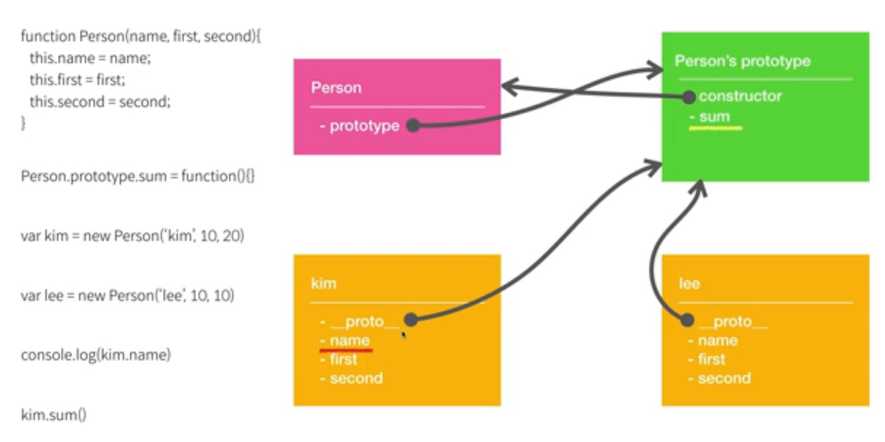 function Person(name, first, second){
this.name = name;
this.first = first;
this.second = second;
}
Person.prototype.sum = function(){}
var kim = new Person('kim', 10, 20)
var lee = new Person('lee', 10, 10)
console.log(kim.name)
kim.sum()
Person
- prototype
Person's prototype
constructor
- sum
kim
- __proto__
- name
- first
- second
lee
__proto__
- name
- first
- second